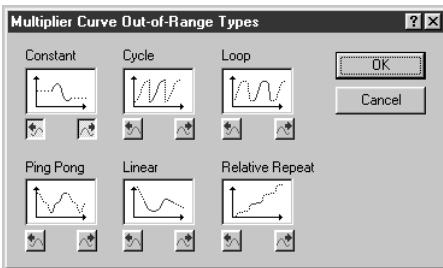 Multiplier Curve Out-of-Range Types
Constant Cycle Loop
OK
Cancel
Ping Pong Linear Relative Repeat